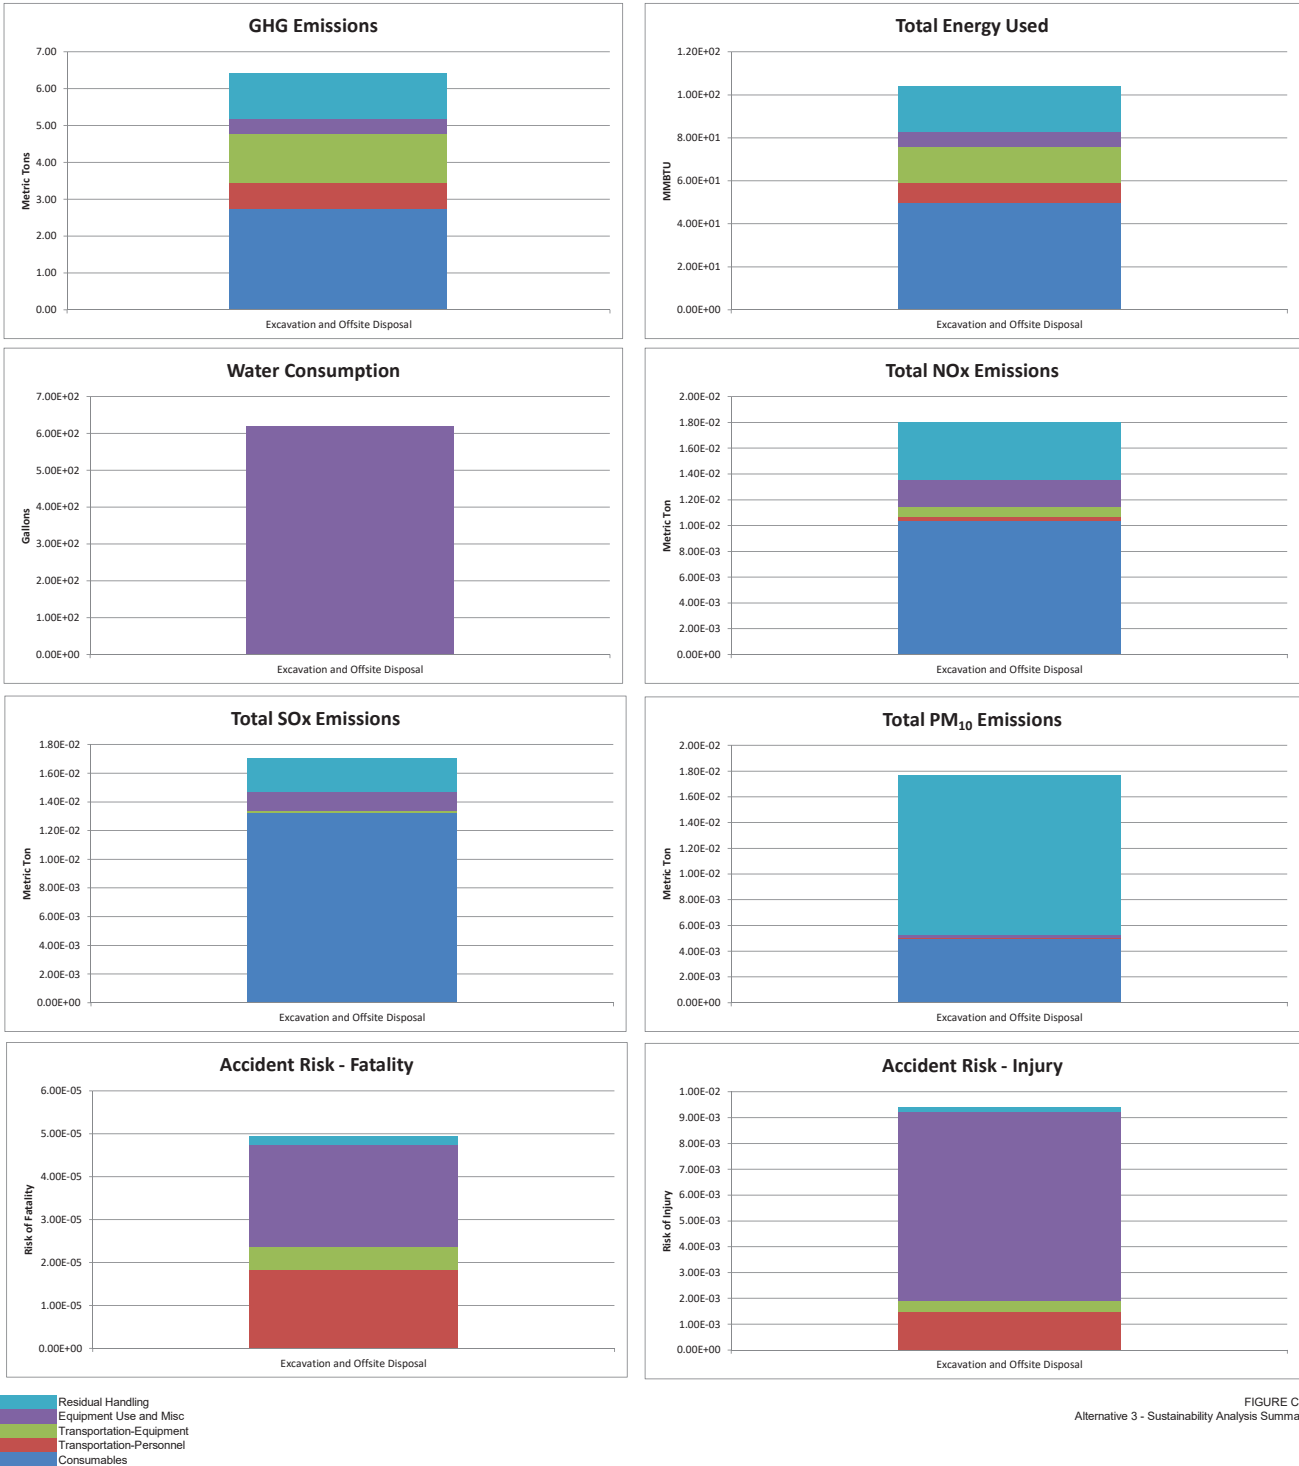 GHG Emissions
7.00
6.00
5.00
4.00
3.00
2.00
1.00
0.00
Metric Tons
Excavation and Offsite Disposal
Total Energy Used
1.20E+02
1.00E+02
8.00E+01
6.00E+01
4.00E+01
2.00E+01
0.00E+00
MMBTU
Excavation and Offsite Disposal
Water Consumption
7.00E+02
6.00E+02
5.00E+02
4.00E+02
3.00E+02
2.00E+02
1.00E+02
0.00E+00
Gallons
Excavation and Offsite Disposal
Total NOx Emissions
2.00E-02
1.80E-02
1.60E-02
1.40E-02
1.20E-02
1.00E-02
8.00E-03
6.00E-03
4.00E-03
2.00E-03
0.00E+00
Metric Ton
Excavation and Offsite Disposal
Total SOx Emissions
1.80E-02
1.60E-02
1.40E-02
1.20E-02
1.00E-02
8.00E-03
6.00E-03
4.00E-03
2.00E-03
0.00E+00
Metric Ton
Excavation and Offsite Disposal
Total PM₁₀ Emissions
2.00E-02
1.80E-02
1.60E-02
1.40E-02
1.20E-02
1.00E-02
8.00E-03
6.00E-03
4.00E-03
2.00E-03
0.00E+00
Metric Ton
Excavation and Offsite Disposal
Accident Risk - Fatality
6.00E-05
5.00E-05
4.00E-05
3.00E-05
2.00E-05
1.00E-05
0.00E+00
Risk of Fatality
Excavation and Offsite Disposal
Accident Risk - Injury
1.00E-02
9.00E-03
8.00E-03
7.00E-03
6.00E-03
5.00E-03
4.00E-03
3.00E-03
2.00E-03
1.00E-03
0.00E+00
Risk of Injury
Excavation and Offsite Disposal
Residual Handling
Equipment Use and Misc
Transportation-Equipment
Transportation-Personnel
Consumables
FIGURE C
Alternative 3 - Sustainability Analysis Summa